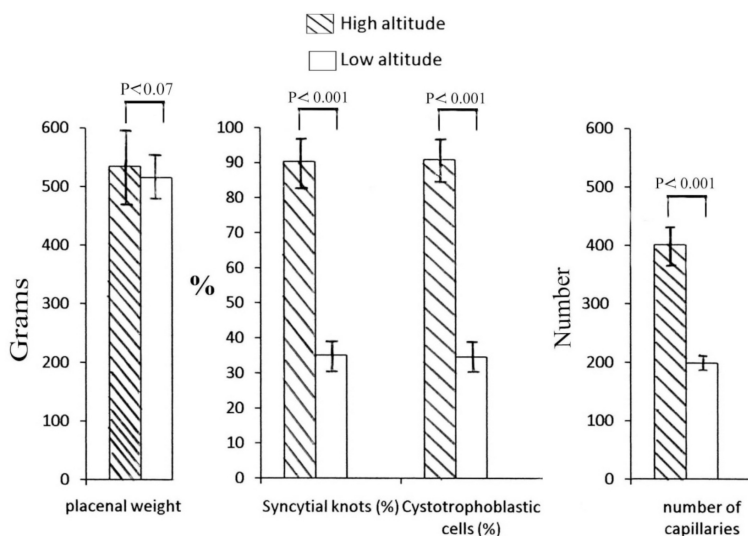 High altitude
Low altitude
P< 0.07
P< 0.001
P< 0.001
P< 0.001
600
500
400
300
200
100
0
Grams
100
90
80
70
60
50
40
30
20
10
0
%
600
500
400
300
200
100
0
Number
placenal weight
Syncytial knots (%)
Cystotrophoblastic
cells (%)
number of
capillaries